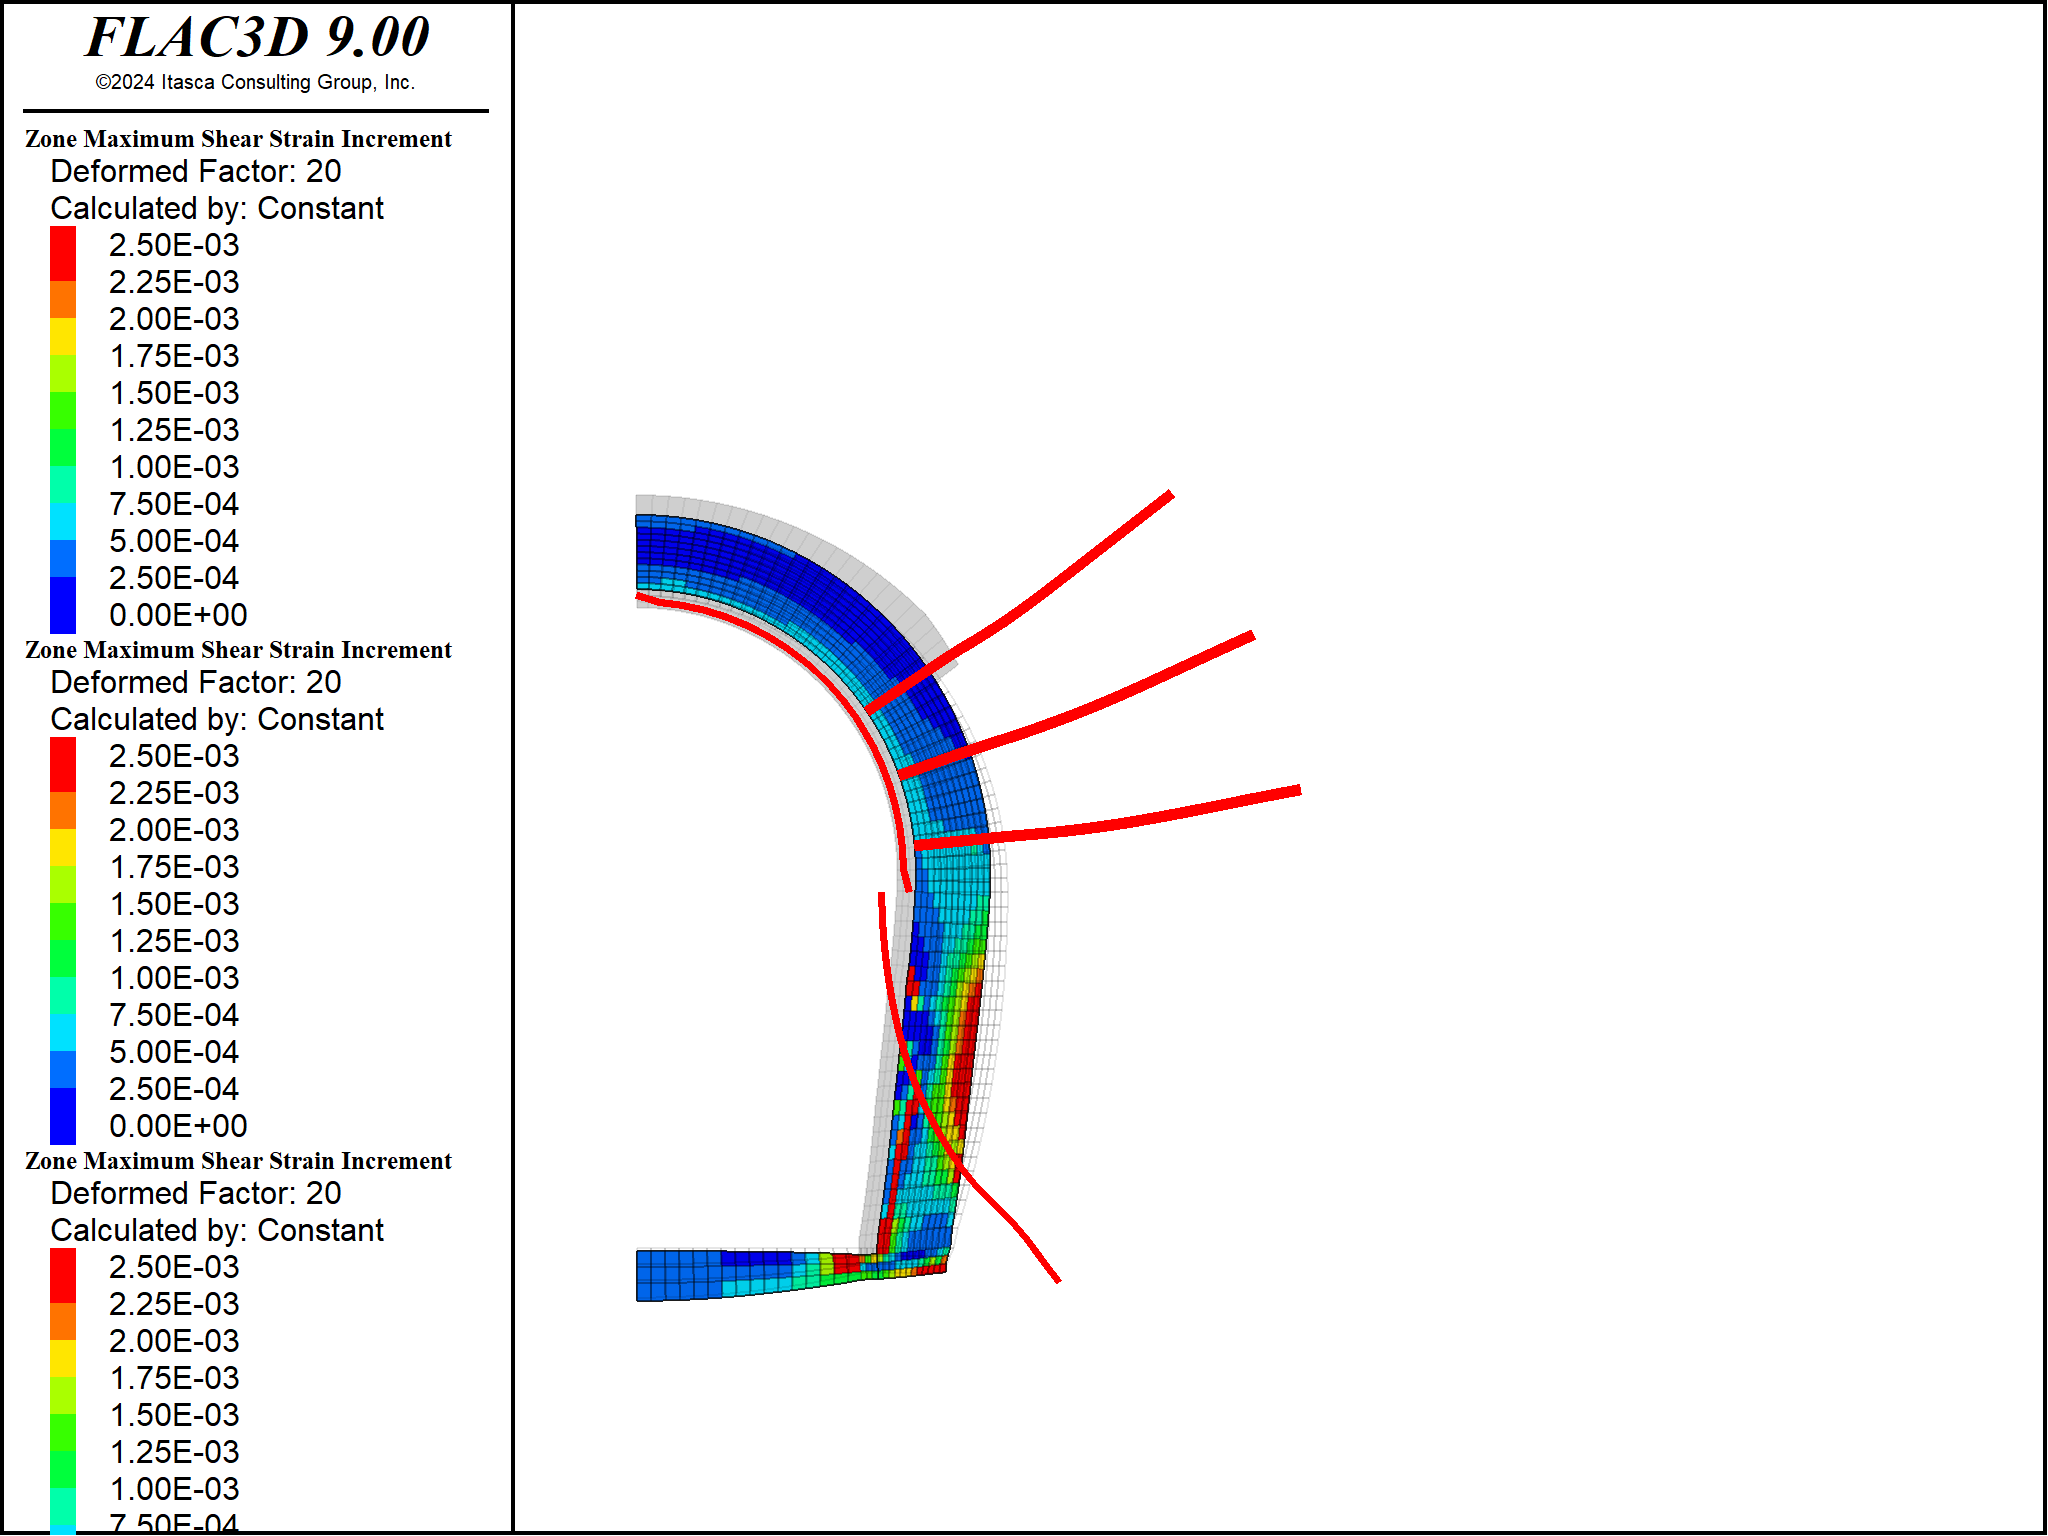 FLAC3D 9.00
©2024 Itasca Consulting Group, Inc.
Zone Maximum Shear Strain Increment
Deformed Factor: 20
Calculated by: Constant
2.50E-03
2.25E-03
2.00E-03
1.75E-03
1.50E-03
1.25E-03
1.00E-03
7.50E-04
5.00E-04
2.50E-04
0.00E+00
Zone Maximum Shear Strain Increment
Deformed Factor: 20
Calculated by: Constant
2.50E-03
2.25E-03
2.00E-03
1.75E-03
1.50E-03
1.25E-03
1.00E-03
7.50E-04
5.00E-04
2.50E-04
0.00E+00
Zone Maximum Shear Strain Increment
Deformed Factor: 20
Calculated by: Constant
2.50E-03
2.25E-03
2.00E-03
1.75E-03
1.50E-03
1.25E-03
1.00E-03
7.50E-04